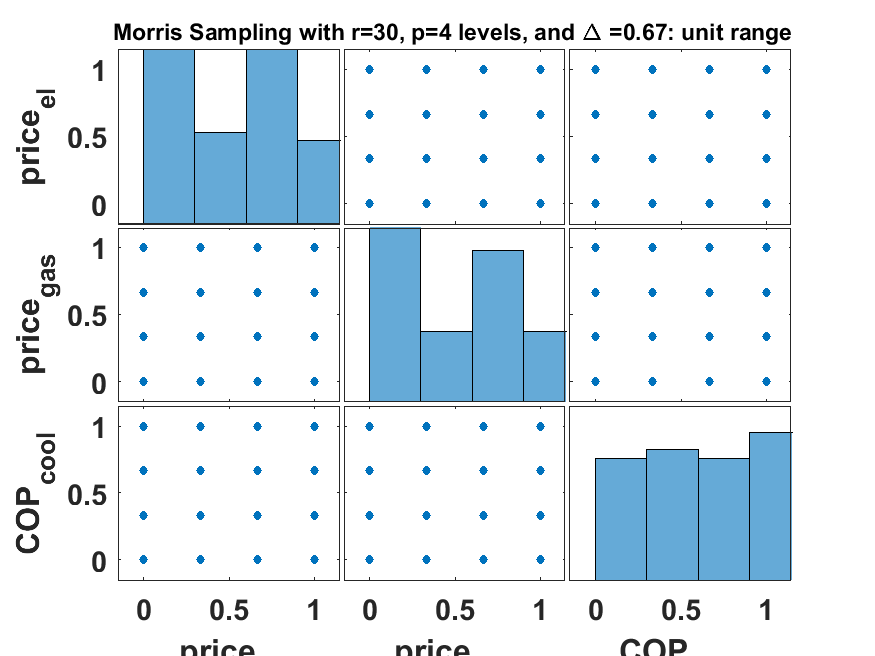 Morris Sampling with r=30, p=4 levels, and Δ =0.67: unit range
1
0.5
0
price_el
1
0.5
0
price_gas
1
0.5
0
COP_cool
0 0.5 1 0 0.5 1 0 0.5 1
price price COP